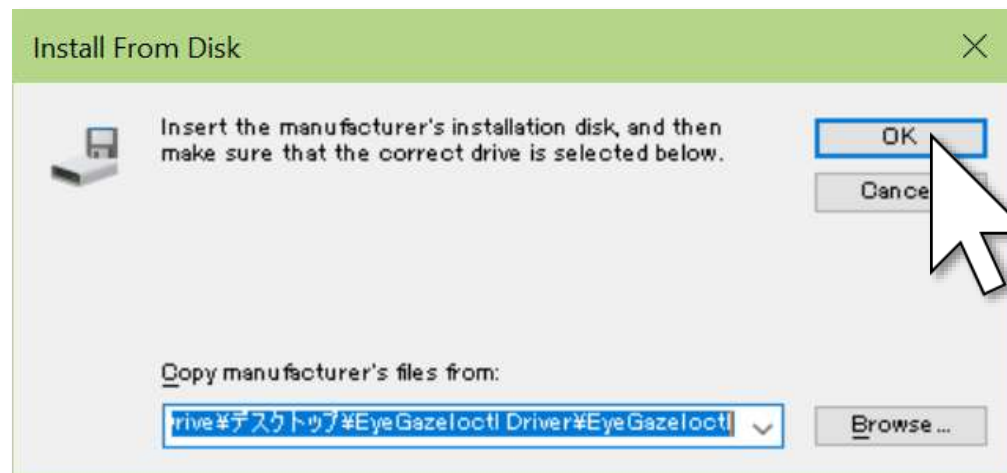 Install From Disk
Insert the manufacturer's installation disk, and then
make sure that the correct drive is selected below.
OK
Cance
Copy manufacturer's files from:
rive¥デスクトップ¥EyeGazeIoctl Driver¥EyeGazeIoctl
Browse...